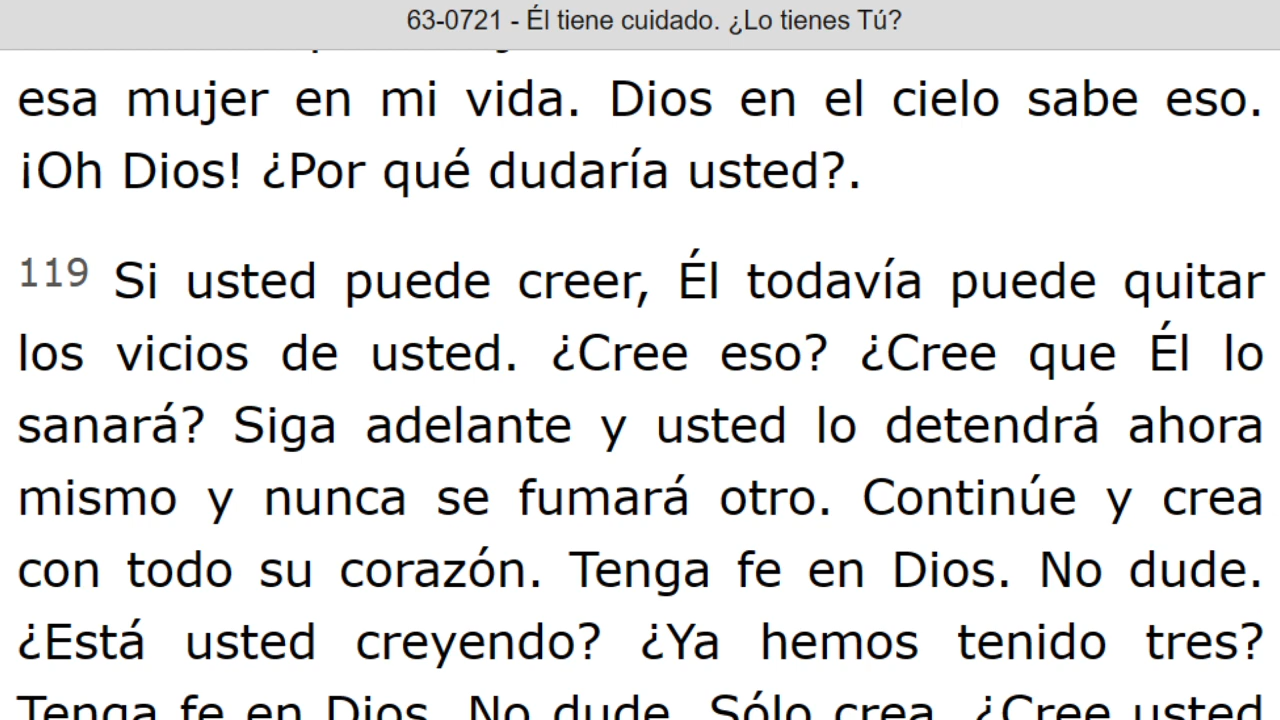 63-0721 - Él tiene cuidado. ¿Lo tienes Tú?
esa mujer en mi vida. Dios en el cielo sabe eso.
¡Oh Dios! ¿Por qué dudaría usted?.
119 Si usted puede creer, Él todavía puede quitar
los vicios de usted. ¿Cree eso? ¿Cree que Él lo
sanará? Siga adelante y usted lo detendrá ahora
mismo y nunca se fumará otro. Continúe y crea
con todo su corazón. Tenga fe en Dios. No dude.
¿Está usted creyendo? ¿Ya hemos tenido tres?
Tenga fe en Dios. No dude. Sólo crea. ¿Cree usted